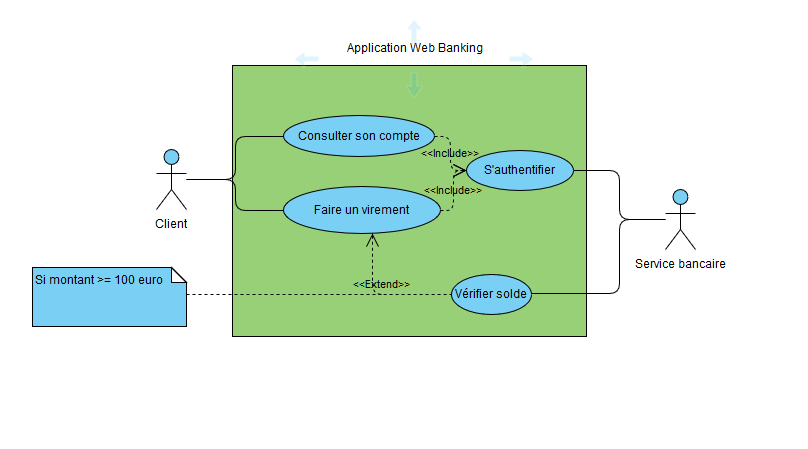 Application Web Banking
Consulter son compte
<<Include>>
S'authentifier
<<Include>>
Faire un virement
Client
Service bancaire
Si montant >= 100 euro
<<Extend>>
Vérifier solde